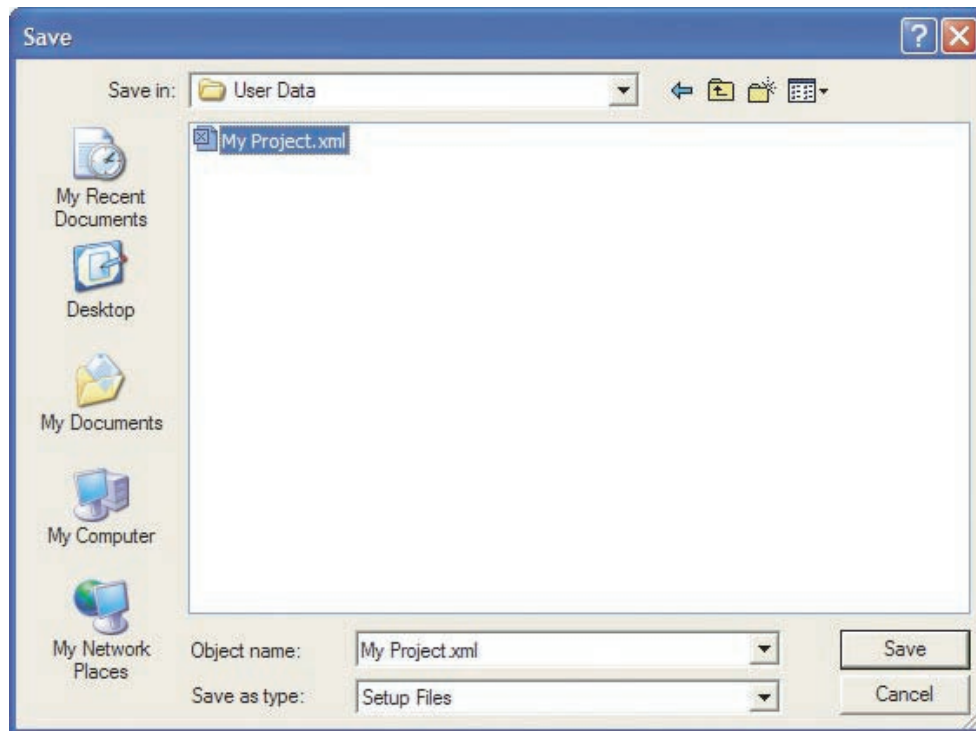 Save
Save in: User Data
My Project.xml
My Recent
Documents
Desktop
My Documents
My Computer
My Network
Places
Object name: My Project.xml Save
Save as type: Setup Files Cancel